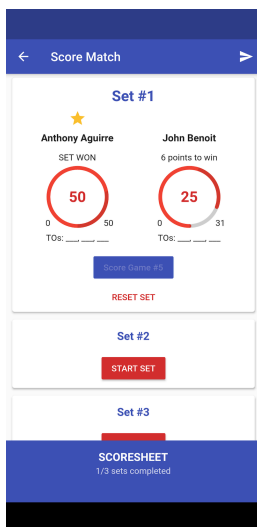 Score Match
Set #1
Anthony Aguirre
John Benoit
SET WON
6 points to win
50
25
0
50
0
31
TOs: ___, ___, ___
TOs: ___, ___, ___
Score Game #5
RESET SET
Set #2
START SET
Set #3
SCORESHEET
1/3 sets completed